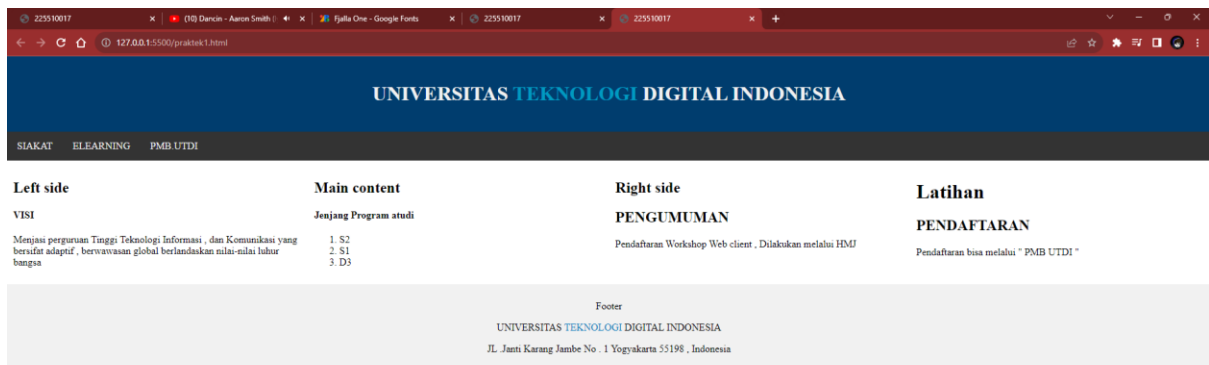 225510017
(10) Dancin - Aaron Smith (
Fjalla One - Google Fonts
225510017
225510017
127.0.0.1:5500/praktek1.html
UNIVERSITAS TEKNOLOGI DIGITAL INDONESIA
SIAKAT ELEARNING PMB.UTDI
Left side
VISI
Menjasi perguruan Tinggi Teknologi Informasi , dan Komunikasi yang
bersifat adaptif , berwawasan global berlandaskan nilai-nilai luhur
bangsa
Main content
Jenjang Program atudi
1. S2
2. S1
3. D3
Right side
PENGUMUMAN
Pendaftaran Workshop Web client , Dilakukan melalui HMJ
Latihan
PENDAFTARAN
Pendaftaran bisa melalui " PMB UTDI "
Footer
UNIVERSITAS TEKNOLOGI DIGITAL INDONESIA
JL .Janti Karang Jambe No . 1 Yogyakarta 55198 , Indonesia